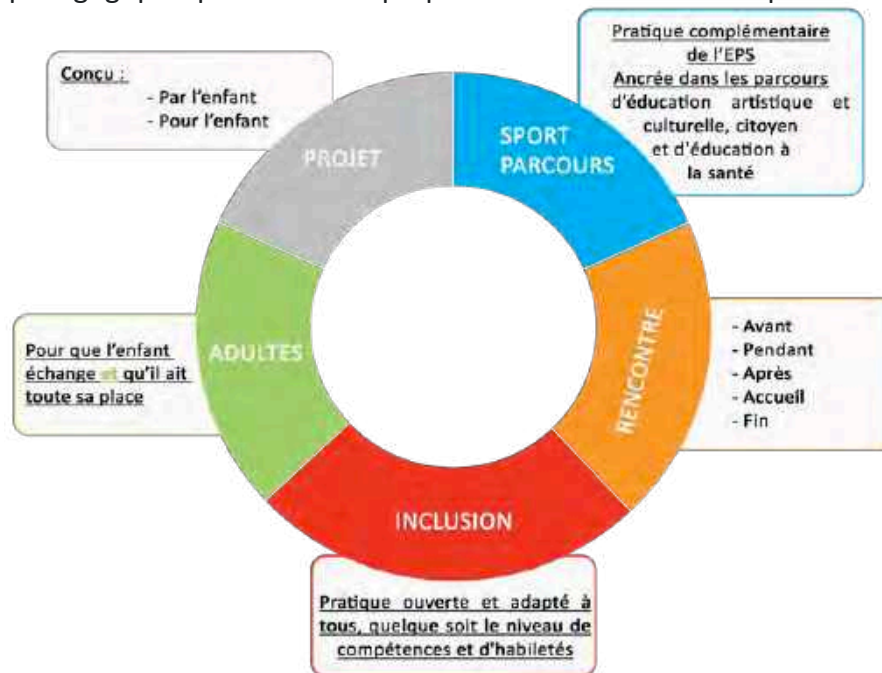 Conçu :
- Par l'enfant
- Pour l'enfant
Pratique complémentaire
de l'EPS
Ancrée dans les parcours
d'éducation artistique et
culturelle, citoyen
et d'éducation à
la santé
PROJET
SPORT
PARCOURS
ADULTES
Pour que l'enfant
échange et qu'il ait
toute sa place
RENCONTRE
- Avant
- Pendant
- Après
- Accueil
- Fin
INCLUSION
Pratique ouverte et adapté à
tous, quelque soit le niveau de
compétences et d'habiletés